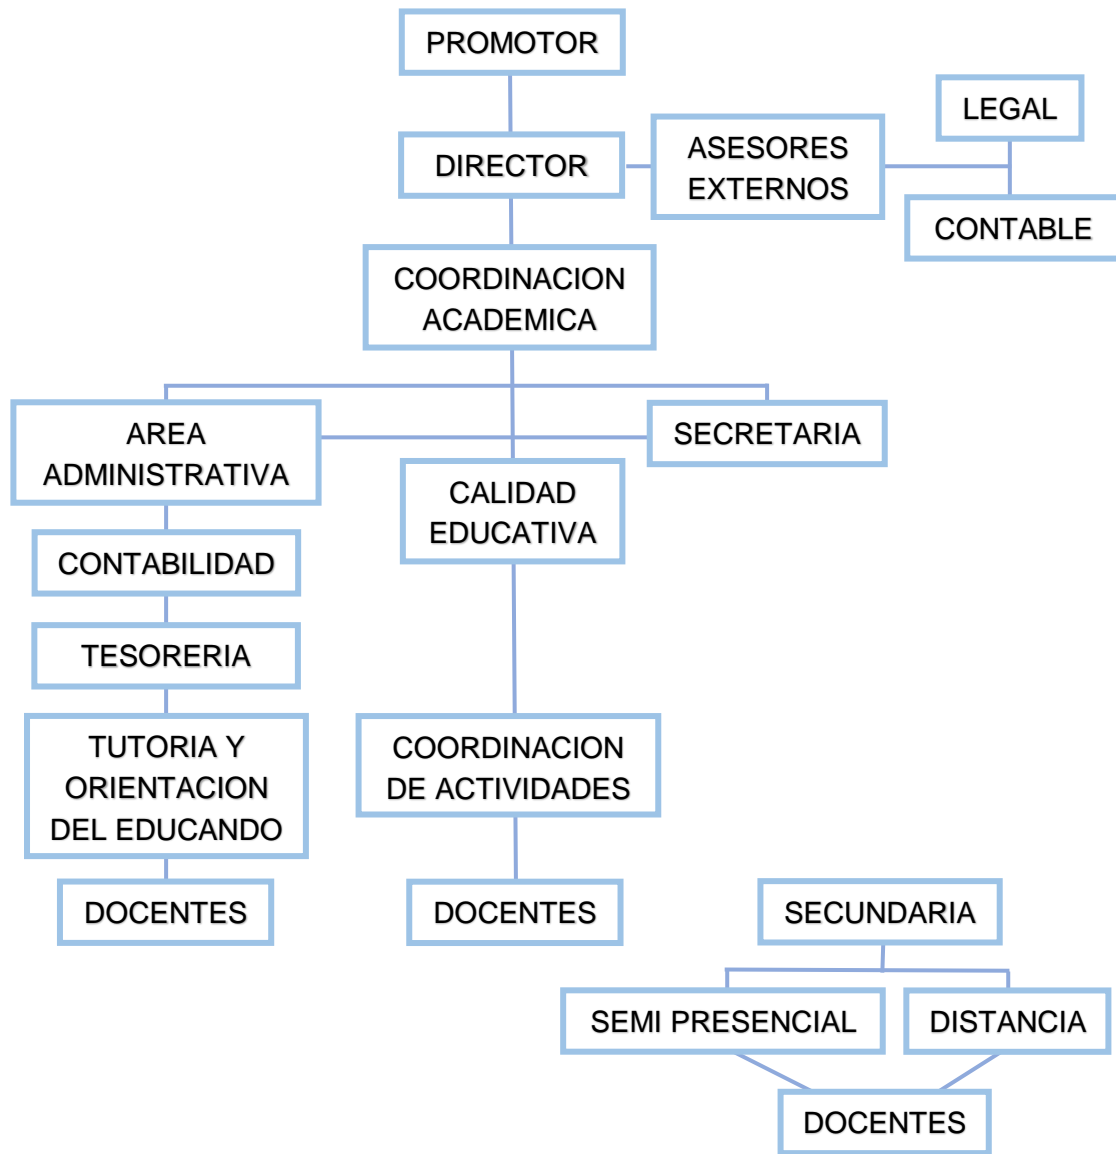 PROMOTOR
LEGAL
DIRECTOR
ASESORES
EXTERNOS
CONTABLE
COORDINACION
ACADEMICA
AREA
ADMINISTRATIVA
SECRETARIA
CALIDAD
EDUCATIVA
CONTABILIDAD
TESORERIA
TUTORIA Y
ORIENTACION
DEL EDUCANDO
COORDINACION
DE ACTIVIDADES
DOCENTES
DOCENTES
SECUNDARIA
SEMI PRESENCIAL
DISTANCIA
DOCENTES